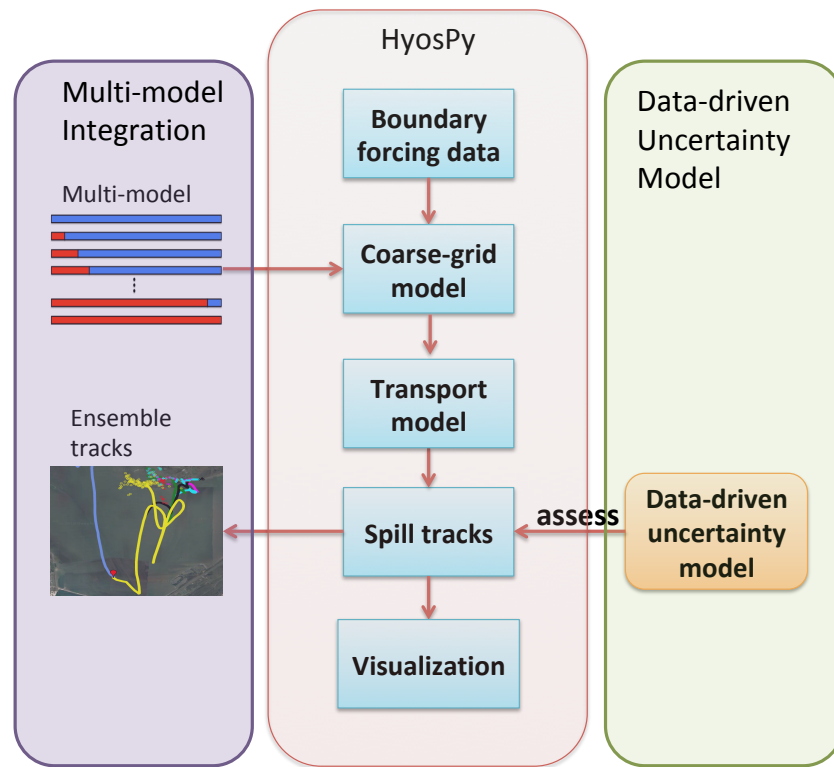 HyosPy
Multi-model
Integration
Multi-model
Ensemble
tracks
Boundary
forcing data
Coarse-grid
model
Transport
model
Spill tracks
Visualization
assess
Data-driven
Uncertainty
Model
Data-driven
uncertainty
model